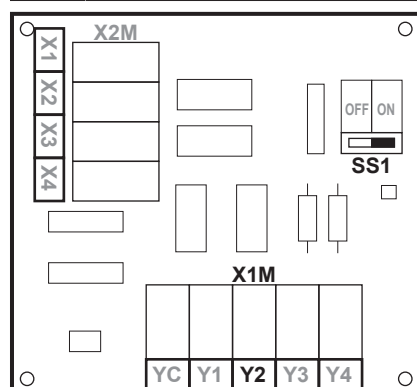 X2M
X1
X2
X3
X4
OFF ON
SS1
X1M
YC Y1 Y2 Y3 Y4